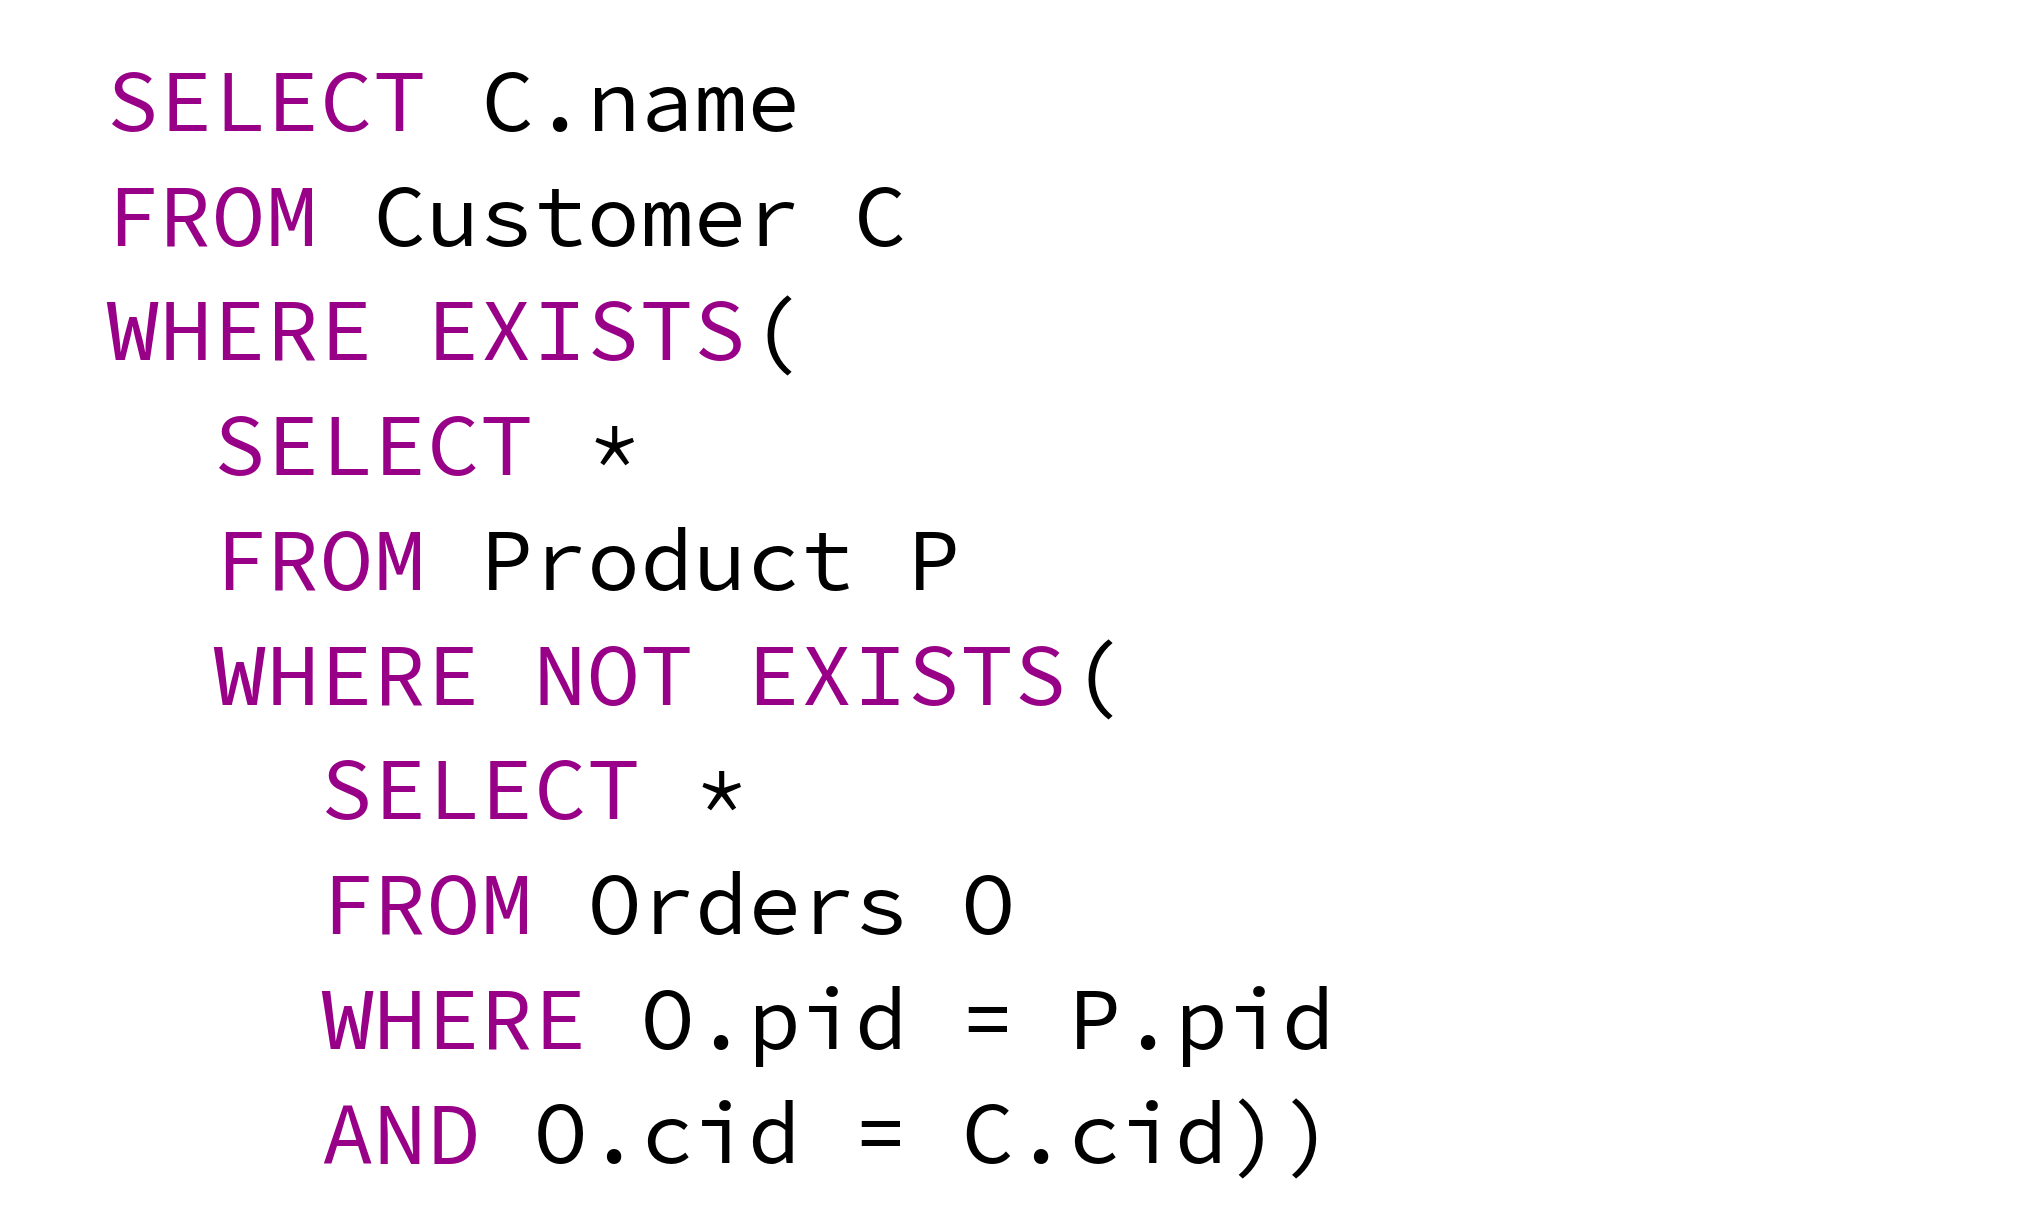 SELECT C.name
FROM Customer C
WHERE EXISTS(
  SELECT *
  FROM Product P
  WHERE NOT EXISTS(
    SELECT *
    FROM Orders O
    WHERE O.pid = P.pid
    AND O.cid = C.cid))